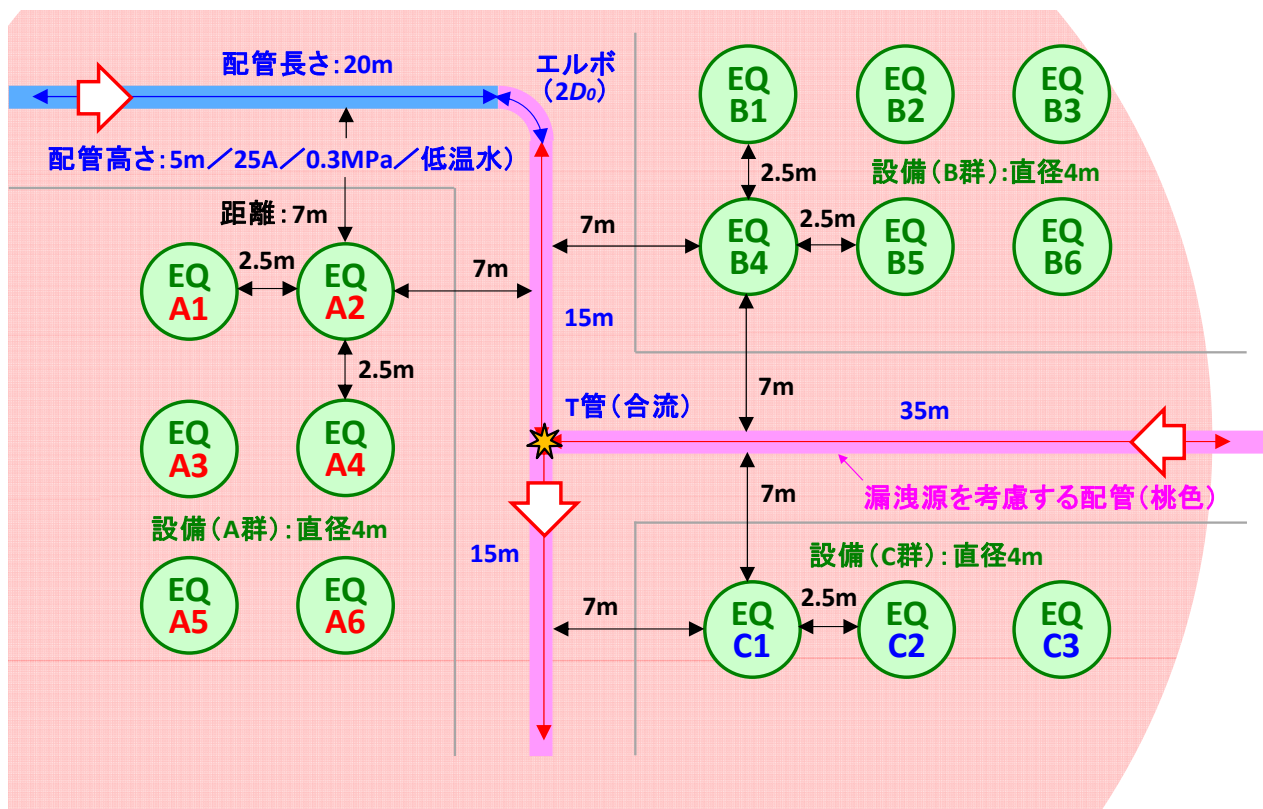 配管長さ：20m
エルボ
（2D₀）
配管高さ：5m／25A／0.3MPa／低温水）
距離：7m
EQ
B1
EQ
B2
EQ
B3
2.5m
設備（B群）：直径4m
7m
EQ
B4
2.5m
EQ
B5
EQ
B6
EQ
A1
2.5m
EQ
A2
7m
15m
2.5m
7m
T管（合流）
35m
EQ
A3
EQ
A4
漏洩源を考慮する配管（桃色）
7m
設備（A群）：直径4m
15m
設備（C群）：直径4m
EQ
A5
EQ
A6
7m
EQ
C1
2.5m
EQ
C2
EQ
C3